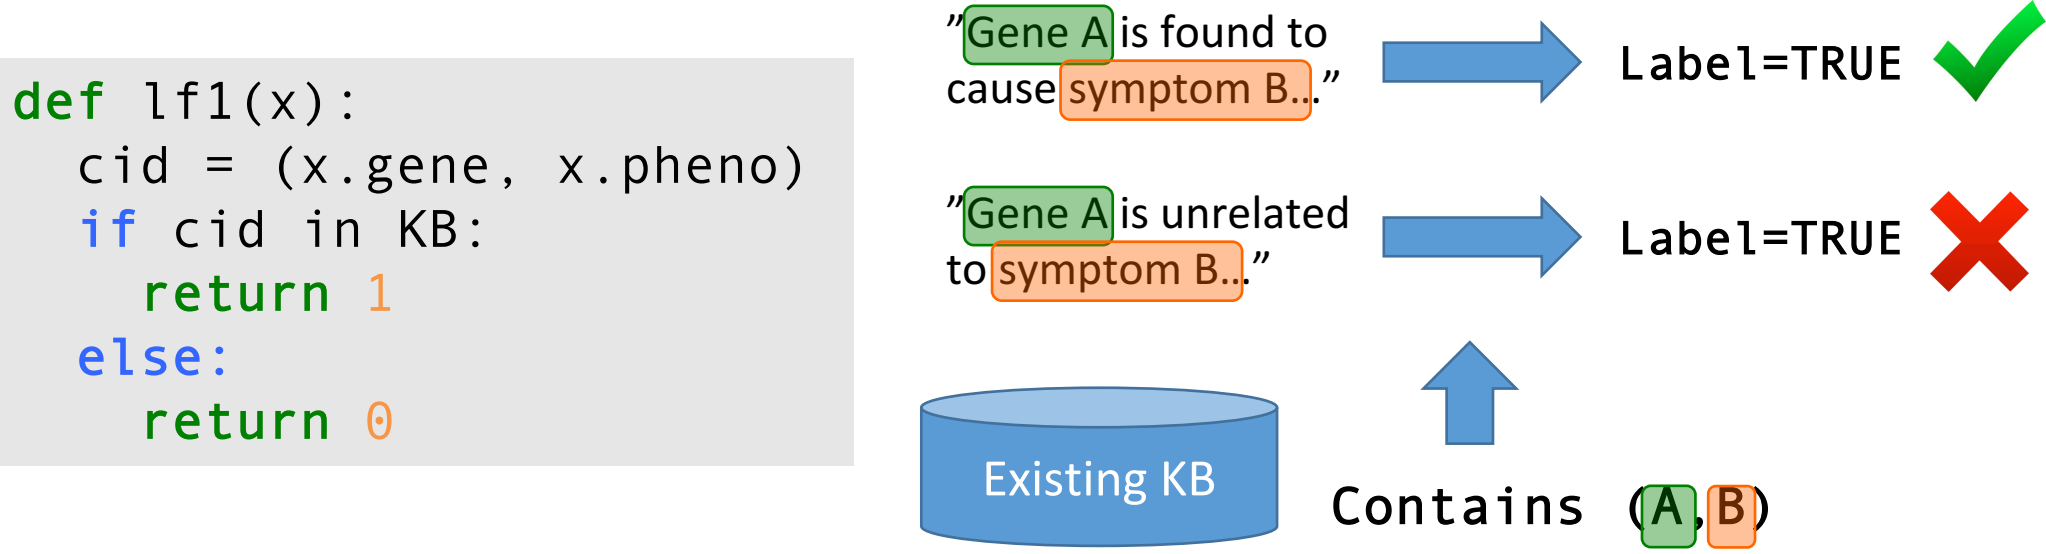 def lf1(x):
  cid = (x.gene, x.pheno)
  if cid in KB:
    return 1
  else:
    return 0
”Gene A is found to
cause symptom B...”
Label=TRUE
”Gene A is unrelated
to symptom B...”
Label=TRUE
Existing KB
Contains (A,B)